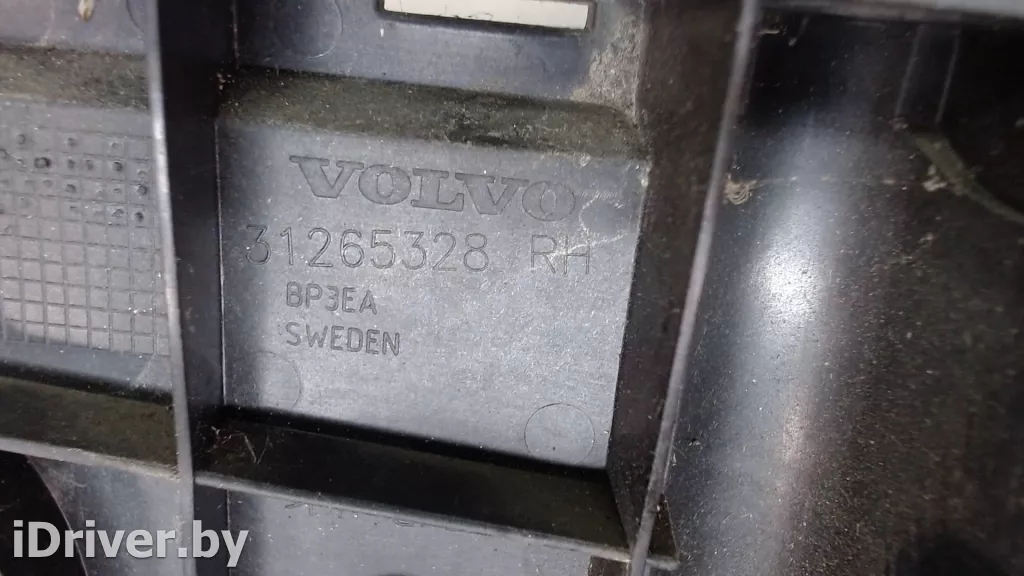 VOLVO
31265328 RH
BP3EA
SWEDEN
iDriver.by